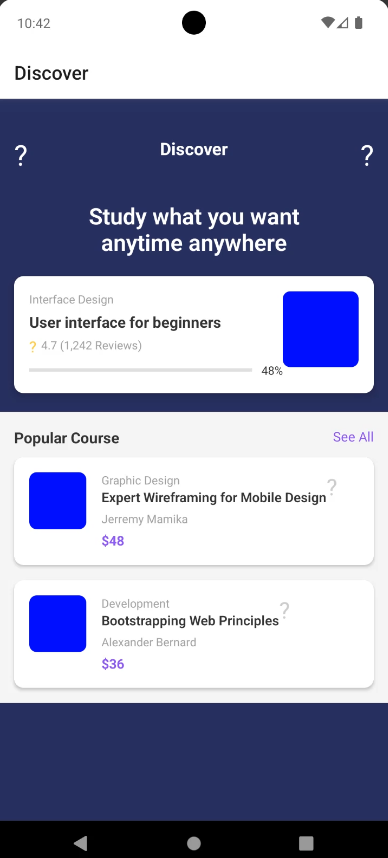 10:42
Discover
? Discover ?
Study what you want
anytime anywhere
Interface Design
User interface for beginners
? 4.7 (1,242 Reviews)
48%
Popular Course See All
Graphic Design
Expert Wireframing for Mobile Design ?
Jerremy Mamika
$48
Development
Bootstrapping Web Principles ?
Alexander Bernard
$36